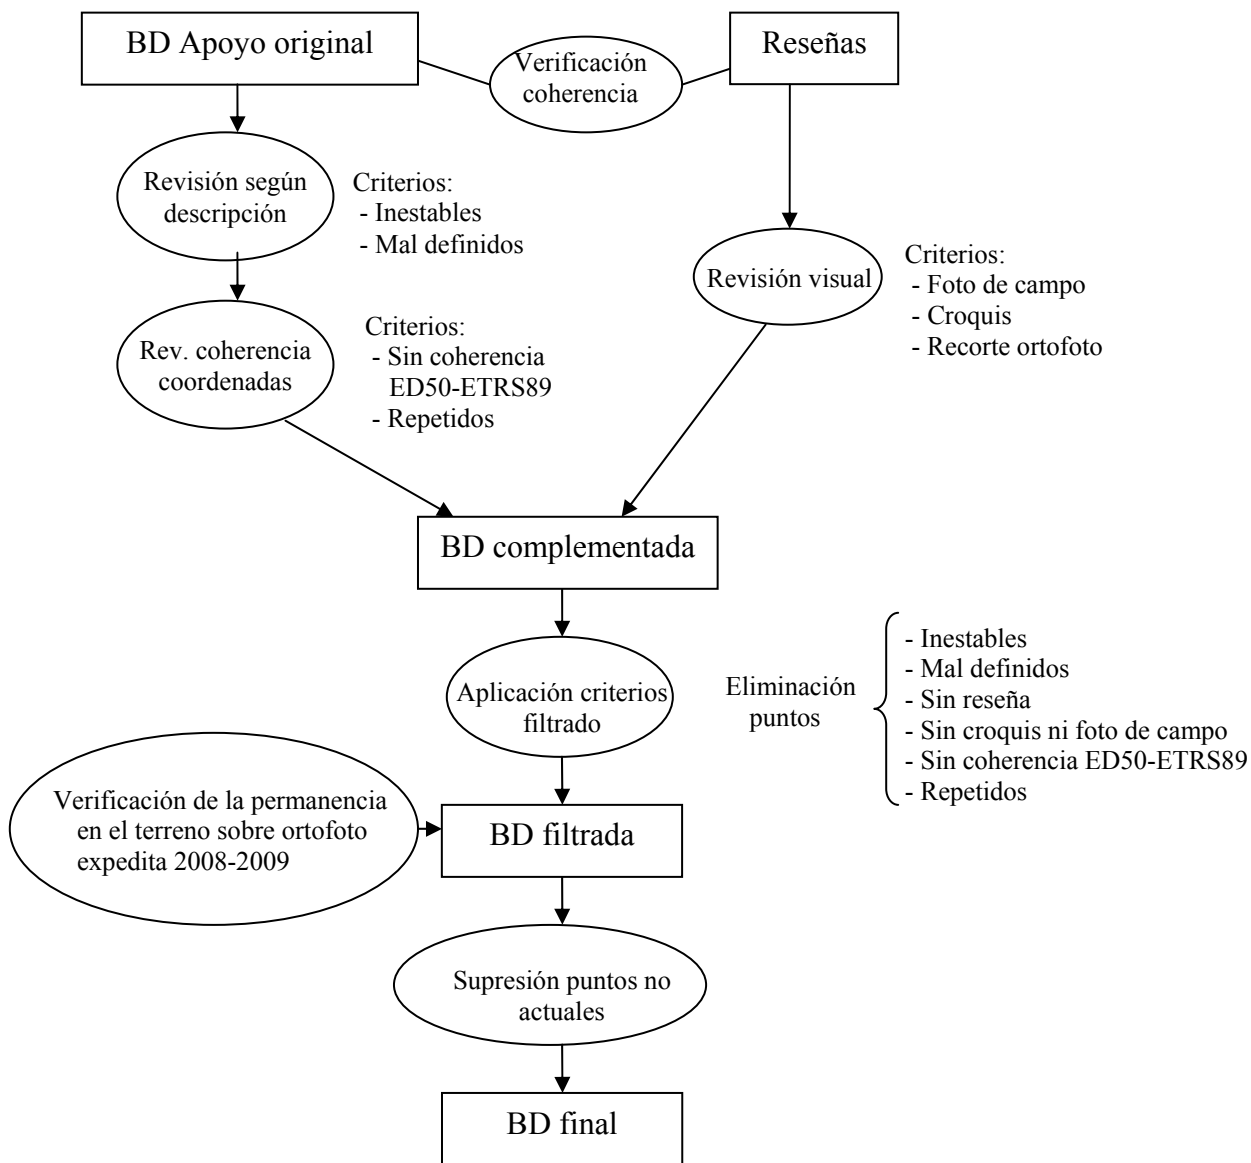 BD Apoyo original
Verificación
coherencia
Reseñas
Revisión según
descripción
Criterios:
- Inestables
- Mal definidos
Revisión visual
Criterios:
- Foto de campo
- Croquis
- Recorte ortofoto
Rev. coherencia
coordenadas
Criterios:
- Sin coherencia
ED50-ETRS89
- Repetidos
BD complementada
Aplicación criterios
filtrado
Eliminación
puntos
- Inestables
- Mal definidos
- Sin reseña
- Sin croquis ni foto de campo
- Sin coherencia ED50-ETRS89
- Repetidos
Verificación de la permanencia
en el terreno sobre ortofoto
expedita 2008-2009
BD filtrada
Supresión puntos no
actuales
BD final